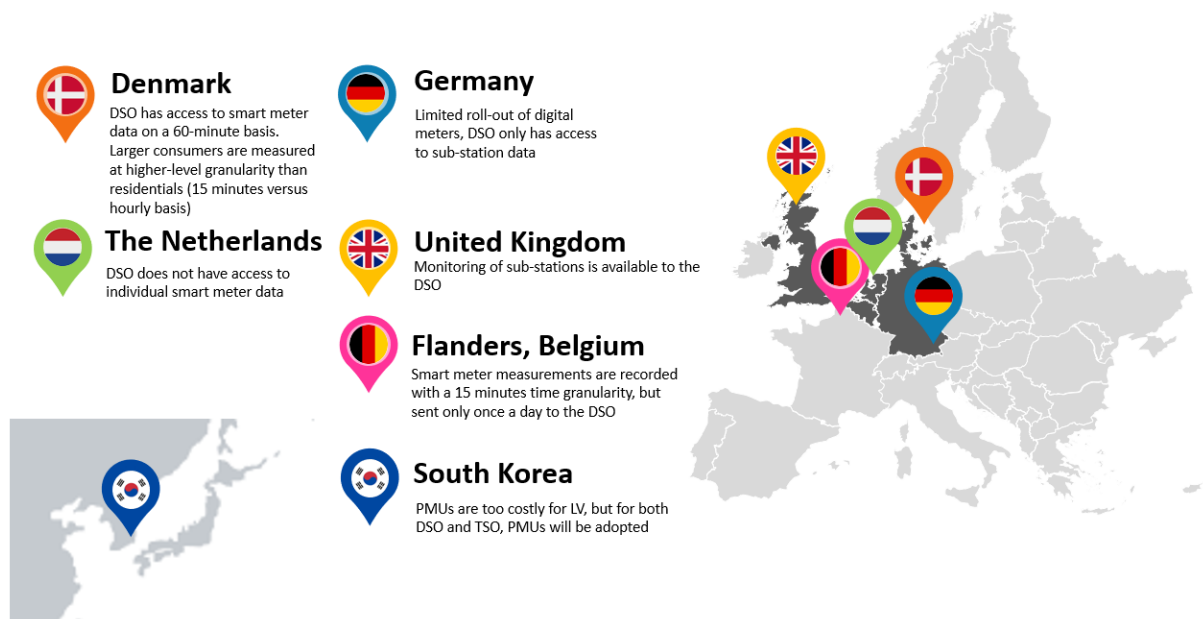 Denmark
DSO has access to smart meter
data on a 60-minute basis.
Larger consumers are measured
at higher-level granularity than
residentials (15 minutes versus
hourly basis)
Germany
Limited roll-out of digital
meters, DSO only has access
to sub-station data
The Netherlands
DSO does not have access to
individual smart meter data
United Kingdom
Monitoring of sub-stations is available to the
DSO
Flanders, Belgium
Smart meter measurements are recorded
with a 15 minutes time granularity, but
sent only once a day to the DSO
South Korea
PMUs are too costly for LV, but for both
DSO and TSO, PMUs will be adopted